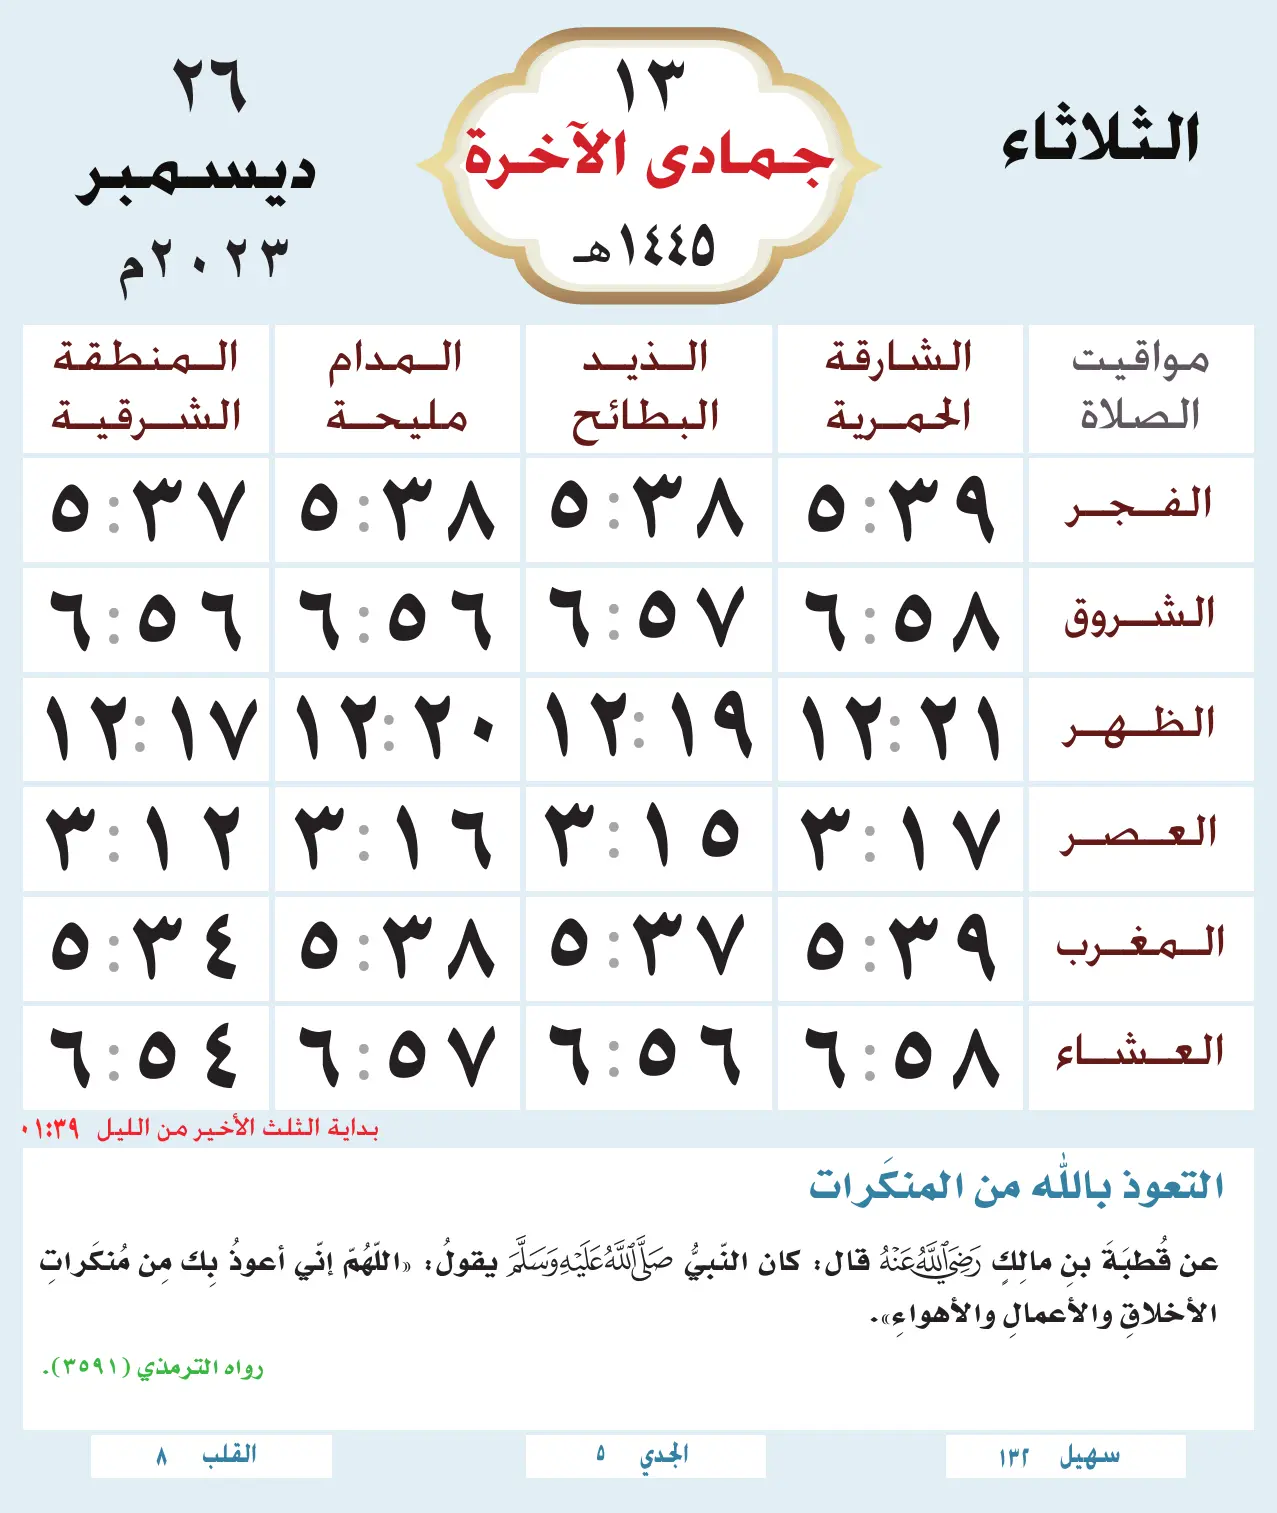 الثلاثاء
١٣
جمادى الآخرة
١٤٤٥هـ
٢٦
ديسمبر
٢٠٢٣م
مواقيت الصلاة
الشارقة الحمرية
الذيد البطائح
المدام مليحة
المنطقة الشرقية
الفجر ٥:٣٩ ٥:٣٨ ٥:٣٨ ٥:٣٧
الشروق ٦:٥٨ ٦:٥٧ ٦:٥٦ ٦:٥٦
الظهر ١٢:٢١ ١٢:١٩ ١٢:٢٠ ١٢:١٧
العصر ٣:١٧ ٣:١٥ ٣:١٦ ٣:١٢
المغرب ٥:٣٩ ٥:٣٧ ٥:٣٨ ٥:٣٤
العشاء ٦:٥٨ ٦:٥٦ ٦:٥٧ ٦:٥٤
بداية الثلث الأخير من الليل ٠١:٣٩
التعوذ بالله من المنكَرات
عن قُطبَةَ بنِ مالِكٍ رَضِيَ اللَّهُ عَنْهُ قال: كان النّبيُّ صَلَّى اللَّهُ عَلَيْهِ وَسَلَّمَ يقولُ: «اللّهُمّ إنّي أعوذُ بِك مِن مُنكَراتِ
الأخلاقِ والأعمالِ والأهواءِ».
رواه الترمذي (٣٥٩١).
سهيل ١٣٢
الجدي ٥
القلب ٨